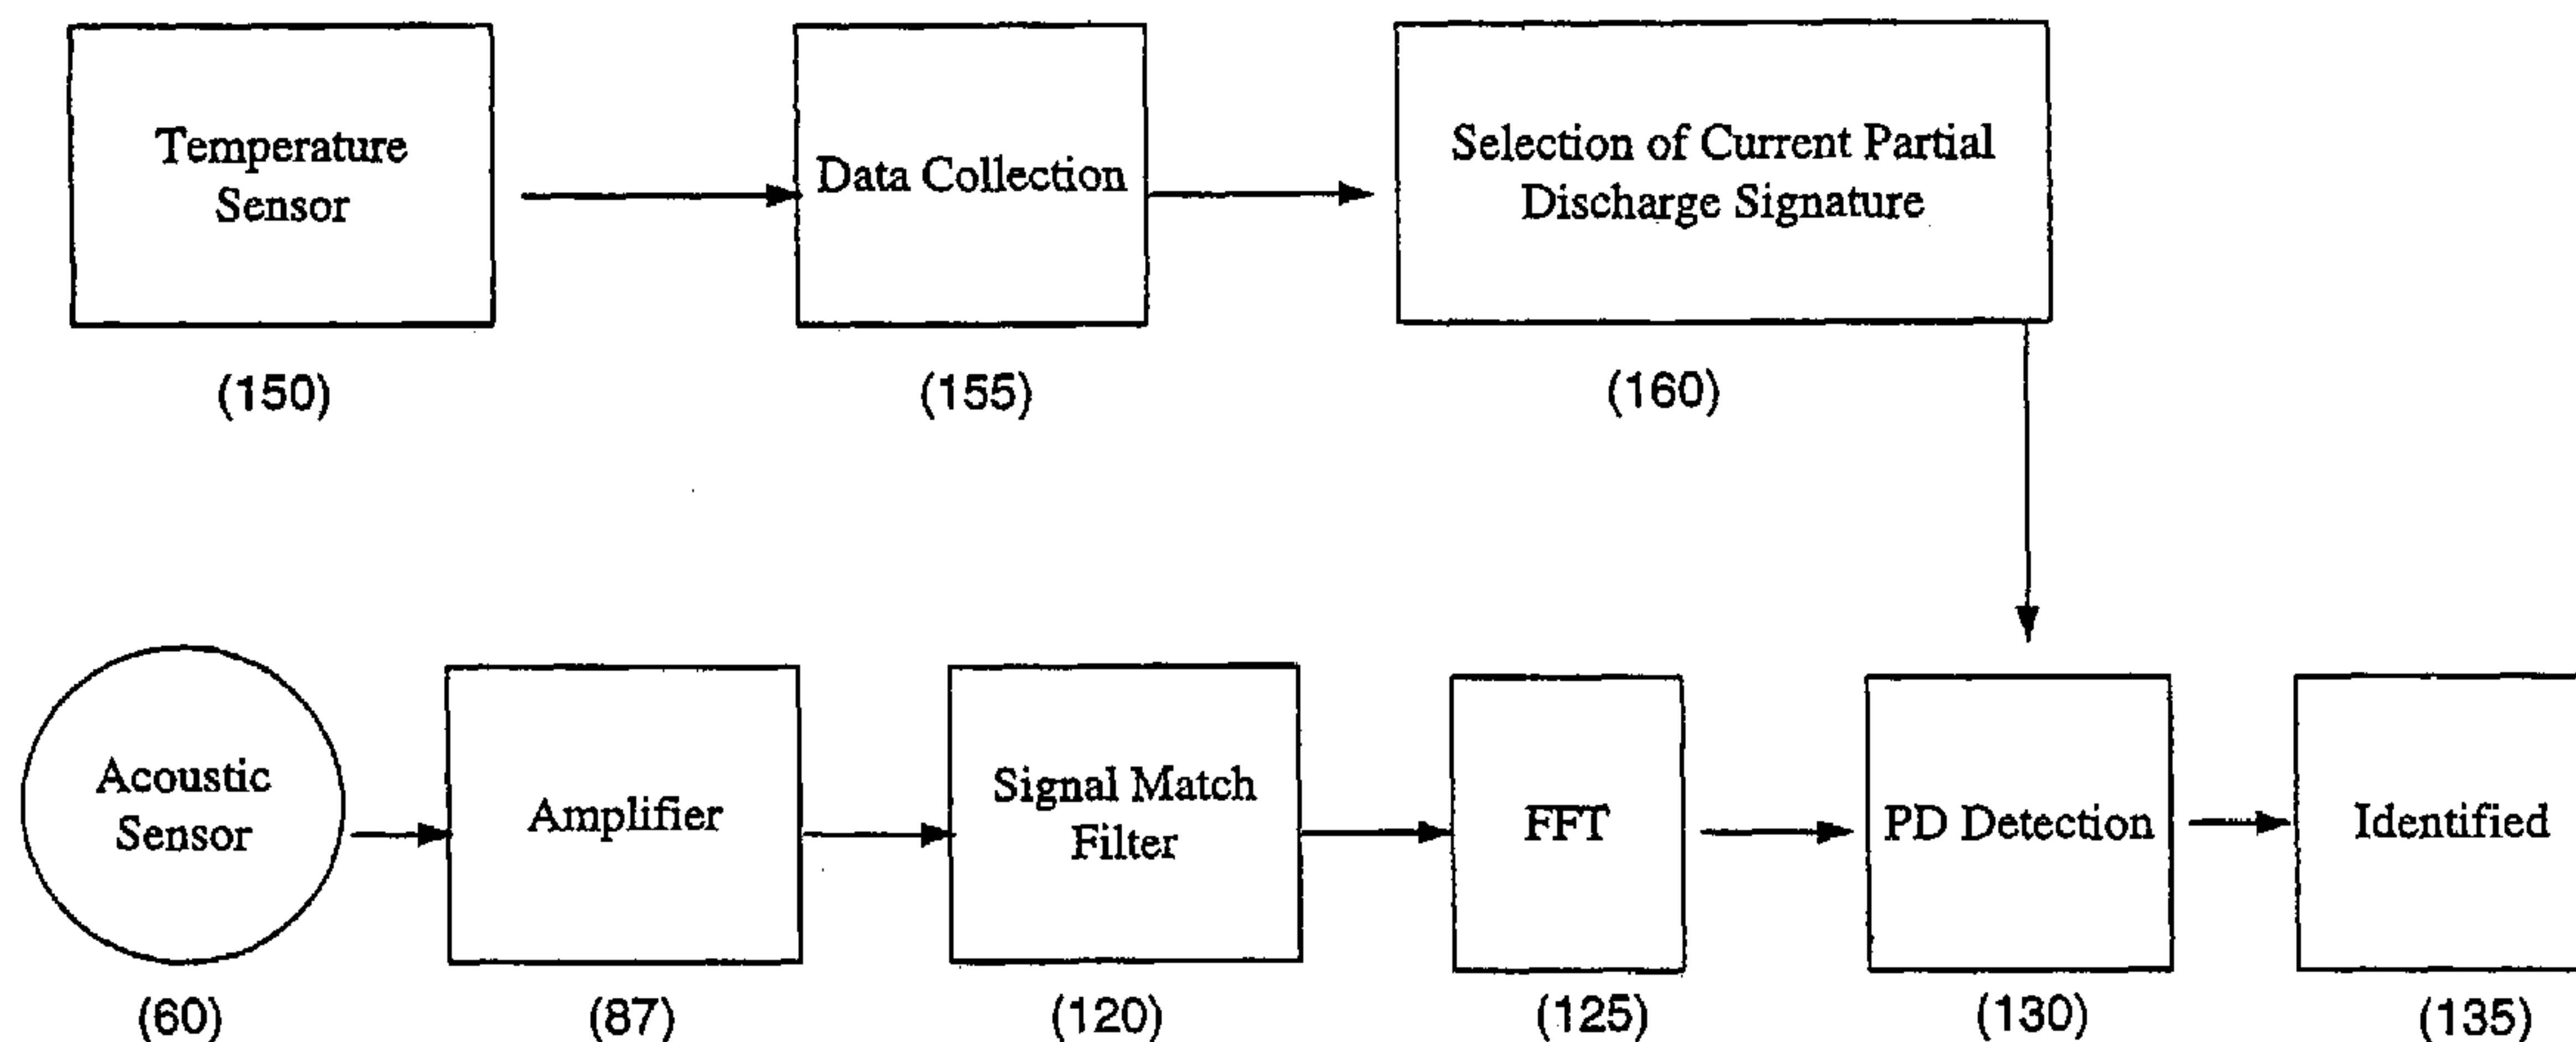 Temperature
Sensor
Data Collection
Selection of Current Partial
Discharge Signature
(150)
(155)
(160)
Acoustic
Sensor
Amplifier
Signal Match
Filter
FFT
PD Detection
Identified
(60)
(87)
(120)
(125)
(130)
(135)